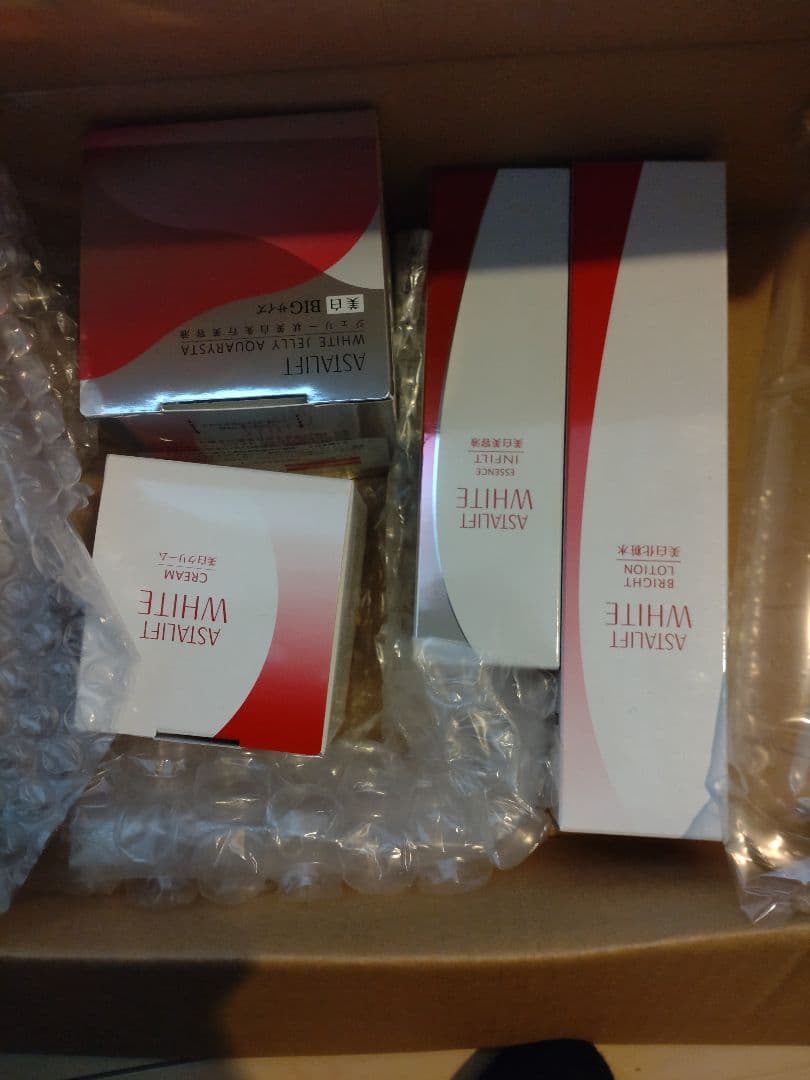 ASTALIFT
WHITE JELLY AQUARYSTA
ジェリー状美白先行美容液
美白 BIGサイズ
ASTALIFT
WHITE
CREAM
美白クリーム
ASTALIFT
WHITE
ESSENCE
INFILT
美白美容液
ASTALIFT
WHITE
BRIGHT
LOTION
美白化粧水